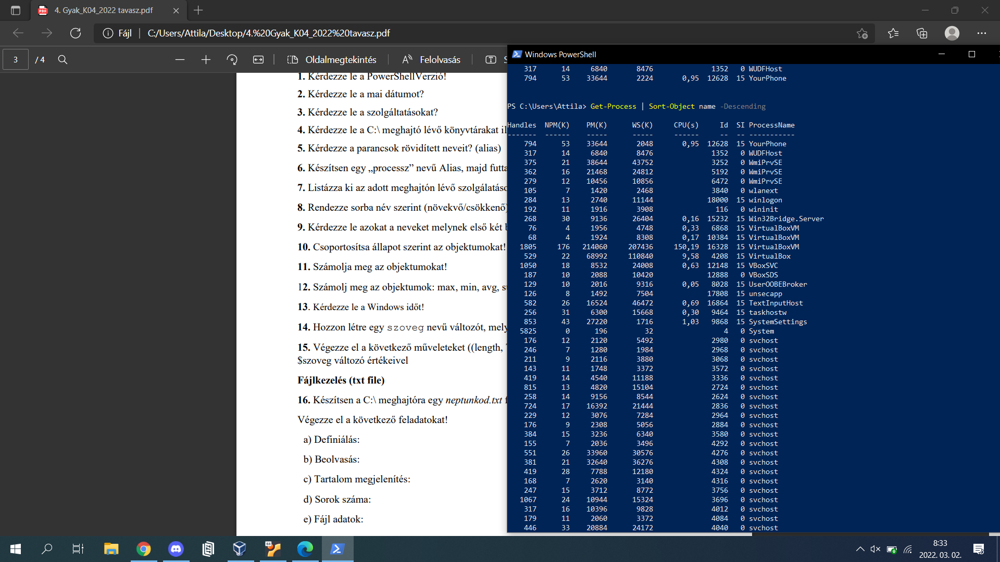 4. Gyak_K04_2022 tavasz.pdf
Fájl
C:/Users/Attila/Desktop/4.%20Gyak_K04_2022%20tavasz.pdf
3 / 4
Oldalmegtekintés
Felolvasás
1. Kérdezze le a PowerShellVerzió!
2. Kérdezze le a mai dátumot?
3. Kérdezze le a szolgáltatásokat?
4. Kérdezze le a C:\ meghajtó lévő könyvtárakat il
5. Kérdezze a parancsok rövidített neveit? (alias)
6. Készítsen egy „processz” nevű Alias, majd futta
7. Listázza ki az adott meghajtón lévő szolgálatáso
8. Rendezze sorba név szerint (növekvő/csökkenő)
9. Kérdezze le azokat a neveket melynek első két b
10. Csoportosítsa állapot szerint az objektumokat!
11. Számolja meg az objektumokat!
12. Számolj meg az objektumok: max, min, avg, s
13. Kérdezze le a Windows időt!
14. Hozzon létre egy szoveg nevű változót, mely
15. Végezze el a következő műveleteket ((length,
$szoveg változó értékeivel
Fájlkezelés (txt file)
16. Készítsen a C:\ meghajtóra egy neptunkod.txt f
Végezze el a következő feladatokat!
a) Definiálás:
b) Beolvasás:
c) Tartalom megjelenítés:
d) Sorok száma:
e) Fájl adatok:
Windows PowerShell
317 14 6840 8476 1352 0 WUDFHost
794 53 33644 2224 0,95 12628 15 YourPhone
PS C:\Users\Attila> Get-Process | Sort-Object name -Descending
Handles NPM(K) PM(K) WS(K) CPU(s) Id SI ProcessName
------- ------ ----- ----- ------ -- -- -----------
794 53 33644 2048 0,95 12628 15 YourPhone
317 14 6840 8476 1352 0 WUDFHost
375 21 38644 43752 3252 0 WmiPrvSE
362 16 21468 24812 5192 0 WmiPrvSE
279 12 10456 10856 6472 0 WmiPrvSE
105 7 1420 2468 3840 0 wlanext
284 13 2740 11144 18000 15 winlogon
192 11 1916 3908 116 0 wininit
268 30 9136 26404 0,16 15232 15 Win32Bridge.Server
76 4 1956 4748 0,33 6868 15 VirtualBoxVM
68 4 1924 8308 0,17 10384 15 VirtualBoxVM
1805 176 214060 207436 150,19 16328 15 VirtualBoxVM
529 22 68992 110840 9,58 4208 15 VirtualBox
1050 18 8532 24008 0,63 12148 15 VBoxSVC
187 10 2088 10420 12888 0 VBoxSDS
129 10 2016 9316 0,05 8028 15 UserOOBEBroker
126 8 1492 7504 17808 15 unsecapp
582 26 16524 46472 0,69 16864 15 TextInputHost
256 31 6300 15668 0,30 9464 15 taskhostw
853 43 27220 1716 1,03 9868 15 SystemSettings
5825 0 196 32 4 0 System
176 12 2120 5492 2980 0 svchost
246 7 1280 1984 2968 0 svchost
211 9 2116 3880 3068 0 svchost
143 11 1748 3372 3572 0 svchost
419 14 4540 11188 3336 0 svchost
815 13 4820 15104 2724 0 svchost
258 14 9156 8544 2624 0 svchost
724 17 16392 21444 2836 0 svchost
229 12 3076 7284 2964 0 svchost
176 9 2308 5056 2884 0 svchost
384 15 3236 6340 3580 0 svchost
155 7 2036 3496 4292 0 svchost
551 26 33960 30576 4276 0 svchost
381 21 32640 36276 4308 0 svchost
419 28 7788 12180 4324 0 svchost
168 7 2620 3140 4316 0 svchost
247 15 3712 8772 3756 0 svchost
1067 24 10944 15324 3696 0 svchost
317 16 10396 9828 4012 0 svchost
179 11 2060 3372 4084 0 svchost
446 33 20884 24172 4040 0 svchost
8:33
2022. 03. 02.